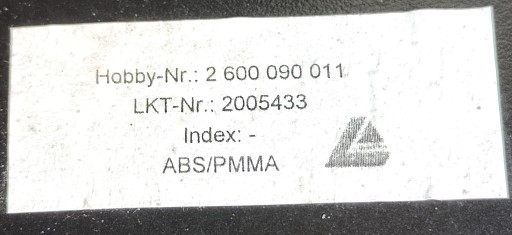 Hobby-Nr.: 2 600 090 011
LKT-Nr.: 2005433
Index: -
ABS/PMMA